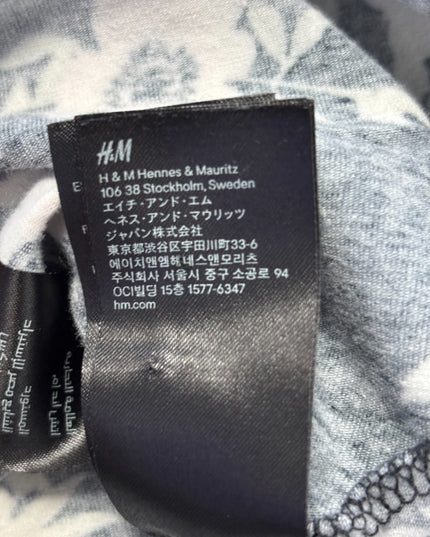 H&M
H & M Hennes & Mauritz
106 38 Stockholm, Sweden
エイチ・アンド・エム
ヘネス・アンド・マウリッツ
ジャパン株式会社
東京都渋谷区宇田川町33-6
에이치앤엠헤네스앤모리츠
주식회사 서울시 중구 소공로 94
OCI빌딩 15층 1577-6347
hm.com